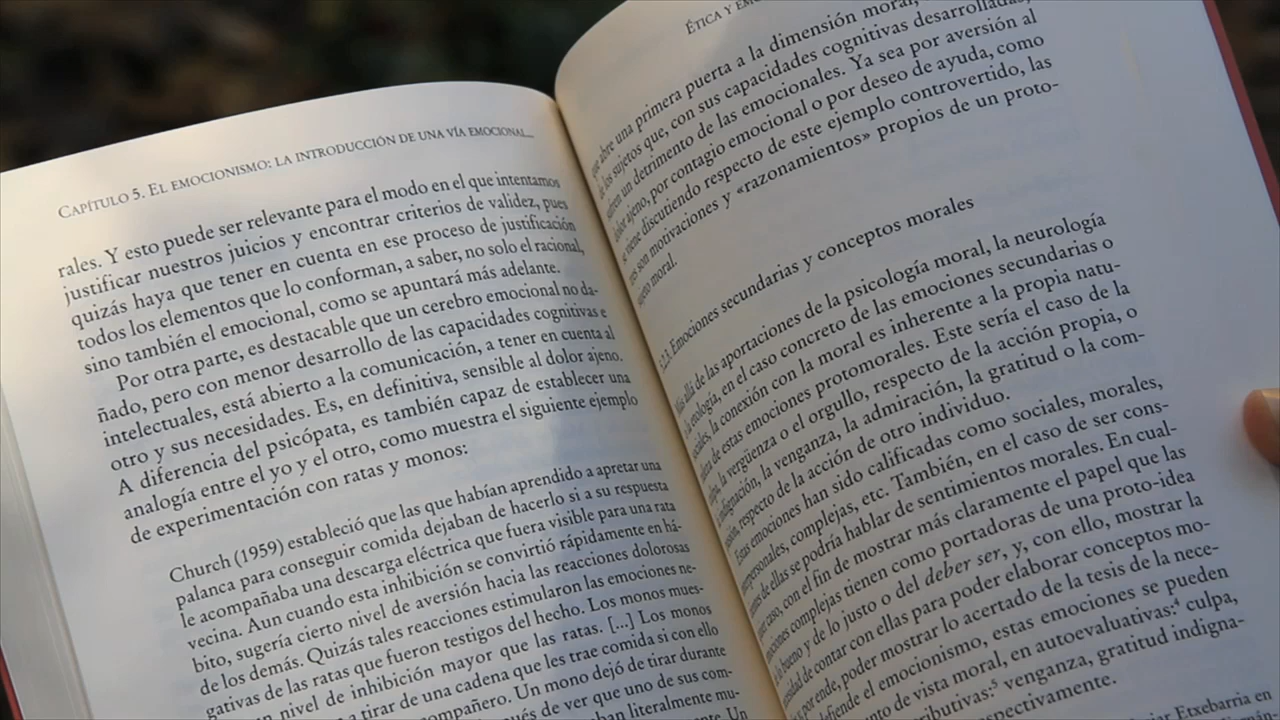 CAPÍTULO 5. EL EMOCIONISMO: LA INTRODUCCIÓN DE UNA VÍA EMOCIONAL...
rales. Y esto puede ser relevante para el modo en el que intentamos
justificar nuestros juicios y encontrar criterios de validez, pues
quizás haya que tener en cuenta en ese proceso de justificación
todos los elementos que lo conforman, a saber, no solo el racional,
sino también el emocional, como se apuntará más adelante.
Por otra parte, es destacable que un cerebro emocional no da-
ñado, pero con menor desarrollo de las capacidades cognitivas e
intelectuales, está abierto a la comunicación, a tener en cuenta al
otro y sus necesidades. Es, en definitiva, sensible al dolor ajeno.
A diferencia del psicópata, es también capaz de establecer una
analogía entre el yo y el otro, como muestra el siguiente ejemplo
de experimentación con ratas y monos:
Church (1959) estableció que las que habían aprendido a apretar una
palanca para conseguir comida dejaban de hacerlo si a su respuesta
le acompañaba una descarga eléctrica que fuera visible para una rata
vecina. Aun cuando esta inhibición se convirtió rápidamente en há-
bito, sugería cierto nivel de aversión hacia las reacciones dolorosas
de los demás. Quizás tales reacciones estimularon las emociones ne-
gativas de las ratas que fueron testigos del hecho. Los monos mues-
un nivel de inhibición mayor que las ratas. [...] Los monos
a tirar de una cadena que les trae comida si con ello
compañero. Un mono dejó de tirar durante
después de ver que uno de sus com-
literalmente mu-
Un
ÉTICA Y
que abre una primera puerta a la dimensión moral,
de los sujetos que, con sus capacidades cognitivas desarrolladas,
sufren un detrimento de las emocionales. Ya sea por aversión al
dolor ajeno, por contagio emocional o por deseo de ayuda, como
se viene discutiendo respecto de este ejemplo controvertido, las
son motivaciones y «razonamientos» propios de un proto-
sujeto moral.
Emociones secundarias y conceptos morales
Más allá de las aportaciones de la psicología moral, la neurología
la etología, en el caso concreto de las emociones secundarias o
sociales, la conexión con la moral es inherente a la propia natu-
de estas emociones protomorales. Este sería el caso de la
la vergüenza o el orgullo, respecto de la acción propia, o
indignación, la venganza, la admiración, la gratitud o la com-
respecto de la acción de otro individuo.
Estas emociones han sido calificadas como sociales, morales,
interpersonales, complejas, etc. También, en el caso de ser cons-
de ellas se podría hablar de sentimientos morales. En cual-
caso, con el fin de mostrar más claramente el papel que las
emociones complejas tienen como portadoras de una proto-idea
bueno y de lo justo o del deber ser, y, con ello, mostrar la
de contar con ellas para poder elaborar conceptos mo-
por ende, poder mostrar lo acertado de la tesis de la nece-
defiende el emocionismo, estas emociones se pueden
de vista moral, en autoevaluativas:⁴ culpa,
venganza, gratitud indigna-
respectivamente.
Etxebarria en